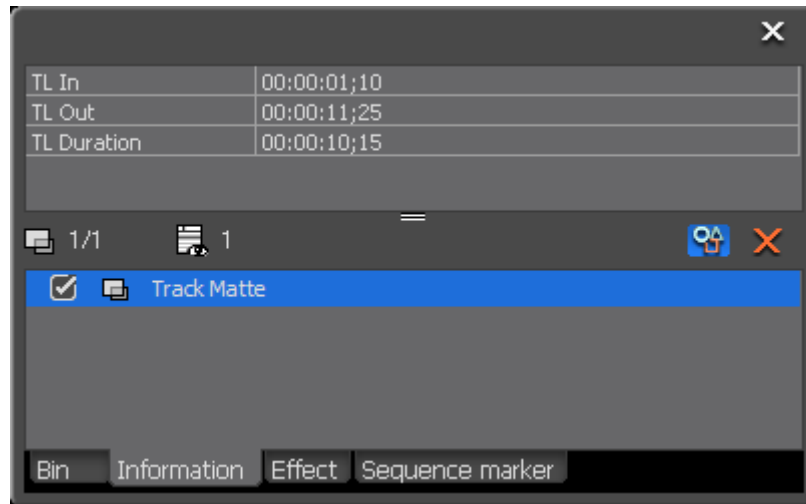 TL In 00:00:01;10
TL Out 00:00:11;25
TL Duration 00:00:10;15
1/1 1
Track Matte
Bin Information Effect Sequence marker